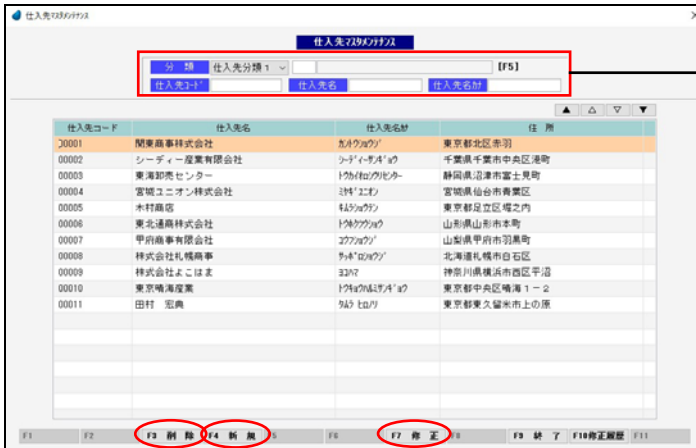 仕入先ﾏｽﾀﾒﾝﾃﾅﾝｽ
仕入先ﾏｽﾀﾒﾝﾃﾅﾝｽ
分 類 仕入先分類1 [F5]
仕入先ｺｰﾄﾞ 仕入先名 仕入先名ｶﾅ
▲ △ ▽ ▼
仕入先コード 仕入先名 仕入先名ｶﾅ 住 所
00001 関東商事株式会社 ｶﾝﾄｳｼｮｳｼﾞ 東京都北区赤羽
00002 シーディー産業有限会社 ｼｰﾃﾞｨｰｻﾝｷﾞｮｳ 千葉県千葉市中央区港町
00003 東海卸売センター ﾄｳｶｲｵﾛｼｳﾘｾﾝﾀｰ 静岡県沼津市富士見町
00004 宮城ユニオン株式会社 ﾐﾔｷﾞﾕﾆｵﾝ 宮城県仙台市青葉区
00005 木村商店 ｷﾑﾗｼｮｳﾃﾝ 東京都足立区堀之内
00006 東北通商株式会社 ﾄｳﾎｸﾂｳｼｮｳ 山形県山形市本町
00007 甲府商事有限会社 ｺｳﾌｼｮｳｼﾞ 山梨県甲府市羽黒町
00008 株式会社札幌商事 ｻｯﾎﾟﾛｼｮｳｼﾞ 北海道札幌市白石区
00009 株式会社よこはま ﾖｺﾊﾏ 神奈川県横浜市西区平沼
00010 東京晴海産業 ﾄｳｷｮｳﾊﾙﾐｻﾝｷﾞｮｳ 東京都中央区晴海1-2
00011 田村 宏典 ﾀﾑﾗ ﾋﾛﾉﾘ 東京都東久留米市上の原
F1 F2 F3 削 除 F4 新 規 F5 F6 F7 修 正 F8 F9 終 了 F10修正履歴 F11